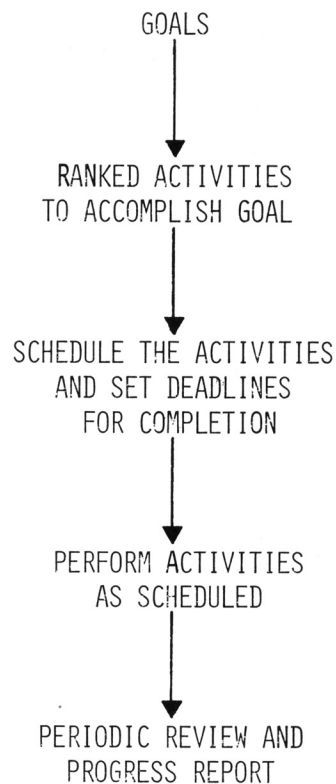 GOALS
RANKED ACTIVITIES
TO ACCOMPLISH GOAL
SCHEDULE THE ACTIVITIES
AND SET DEADLINES
FOR COMPLETION
PERFORM ACTIVITIES
AS SCHEDULED
PERIODIC REVIEW AND
PROGRESS REPORT